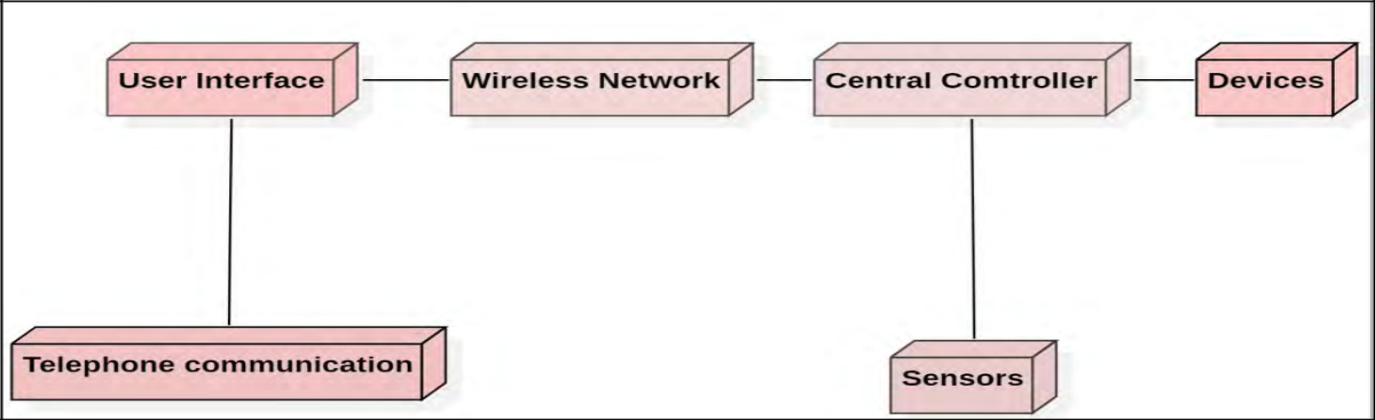 User Interface
Wireless Network
Central Comtroller
Devices
Telephone communication
Sensors